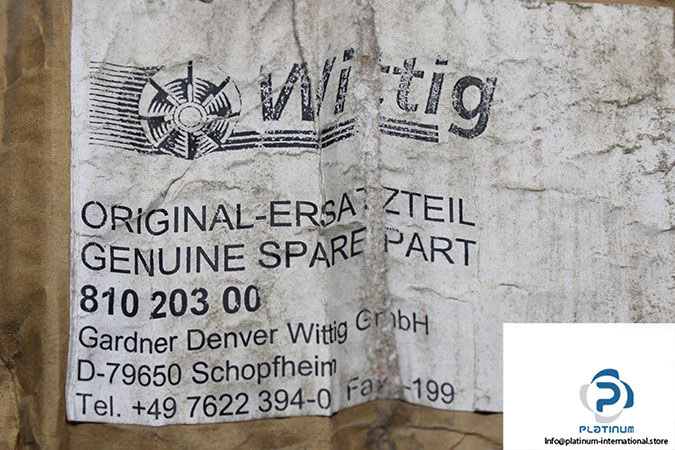 Wittig
ORIGINAL-ERSATZTEIL
GENUINE SPARE PART
810 203 00
Gardner Denver Wittig GmbH
D-79650 Schopfheim
Tel. +49 7622 394-0 Fax -199
PLATINUM
Info@platinum-international.store